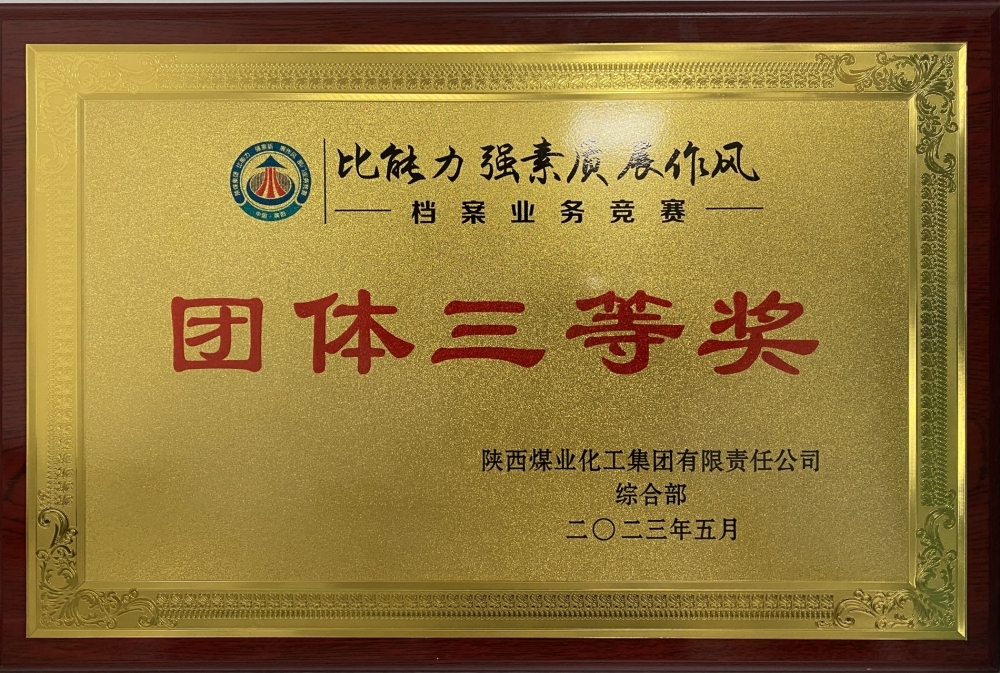 比能力 强素质 展作风
档案业务竞赛
团体三等奖
陕西煤业化工集团有限责任公司
综合部
二〇二三年五月